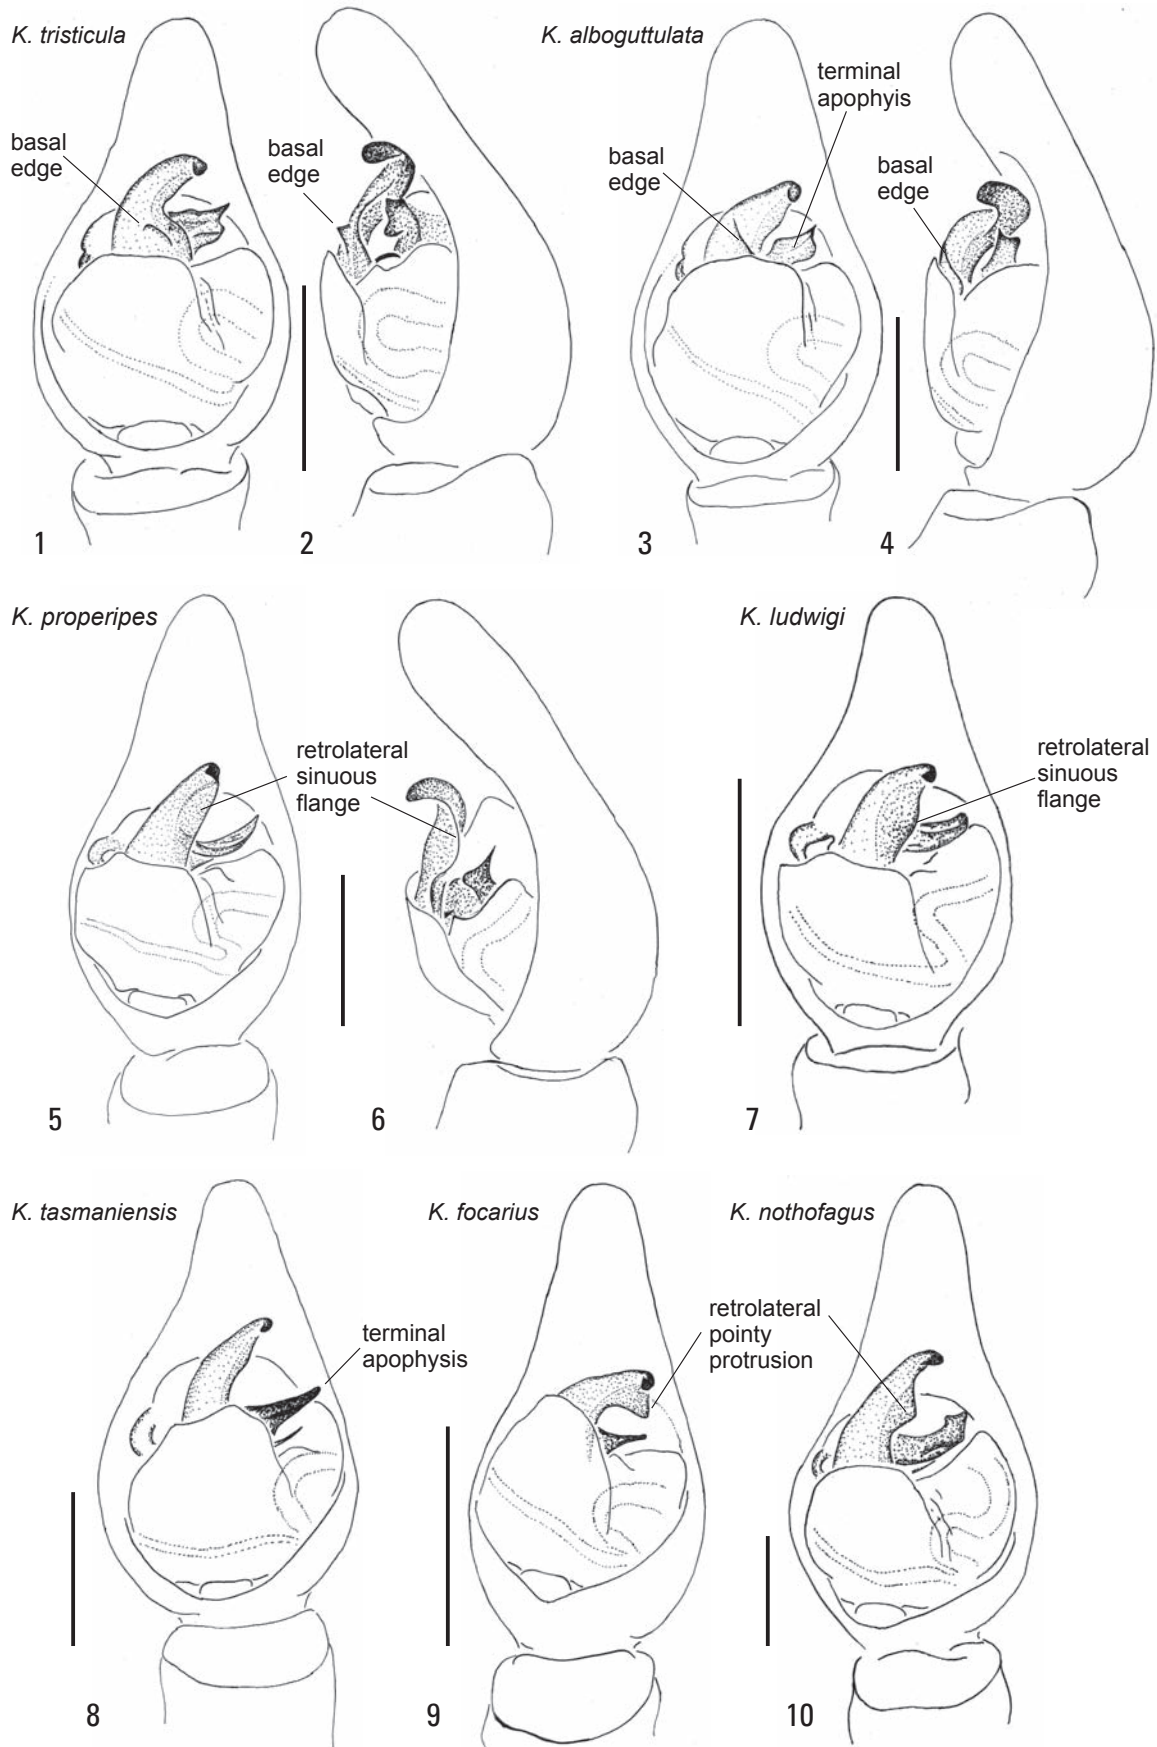 K. tristicula
K. alboguttulata
terminal
apophyis
basal
edge
basal
edge
basal
edge
basal
edge
1
2
3
4
K. properipes
K. ludwigi
retrolateral
sinuous
flange
retrolateral
sinuous
flange
5
6
7
K. tasmaniensis
K. focarius
K. nothofagus
terminal
apophysis
retrolateral
pointy
protrusion
8
9
10